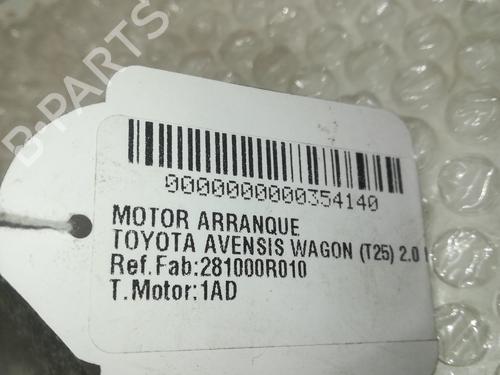 B-PARTS
0000000000354140
MOTOR ARRANQUE
TOYOTA AVENSIS WAGON (T25) 2.0
Ref.Fab:281000R010
T.Motor:1AD